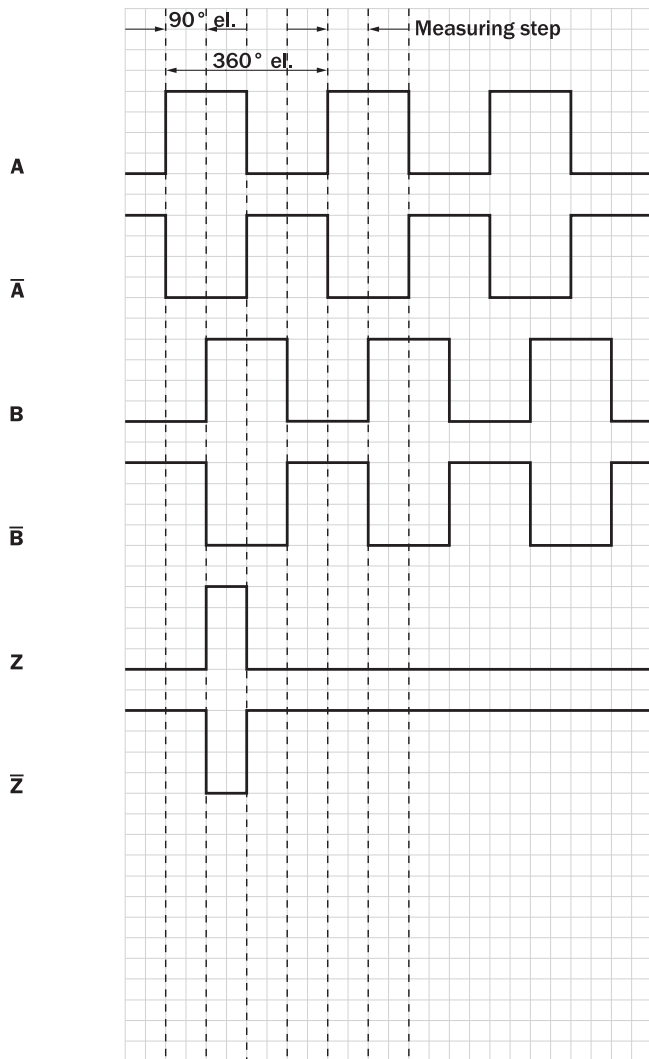 90° el.
Measuring step
360° el.
A
A̅
B
B̅
Z
Z̅